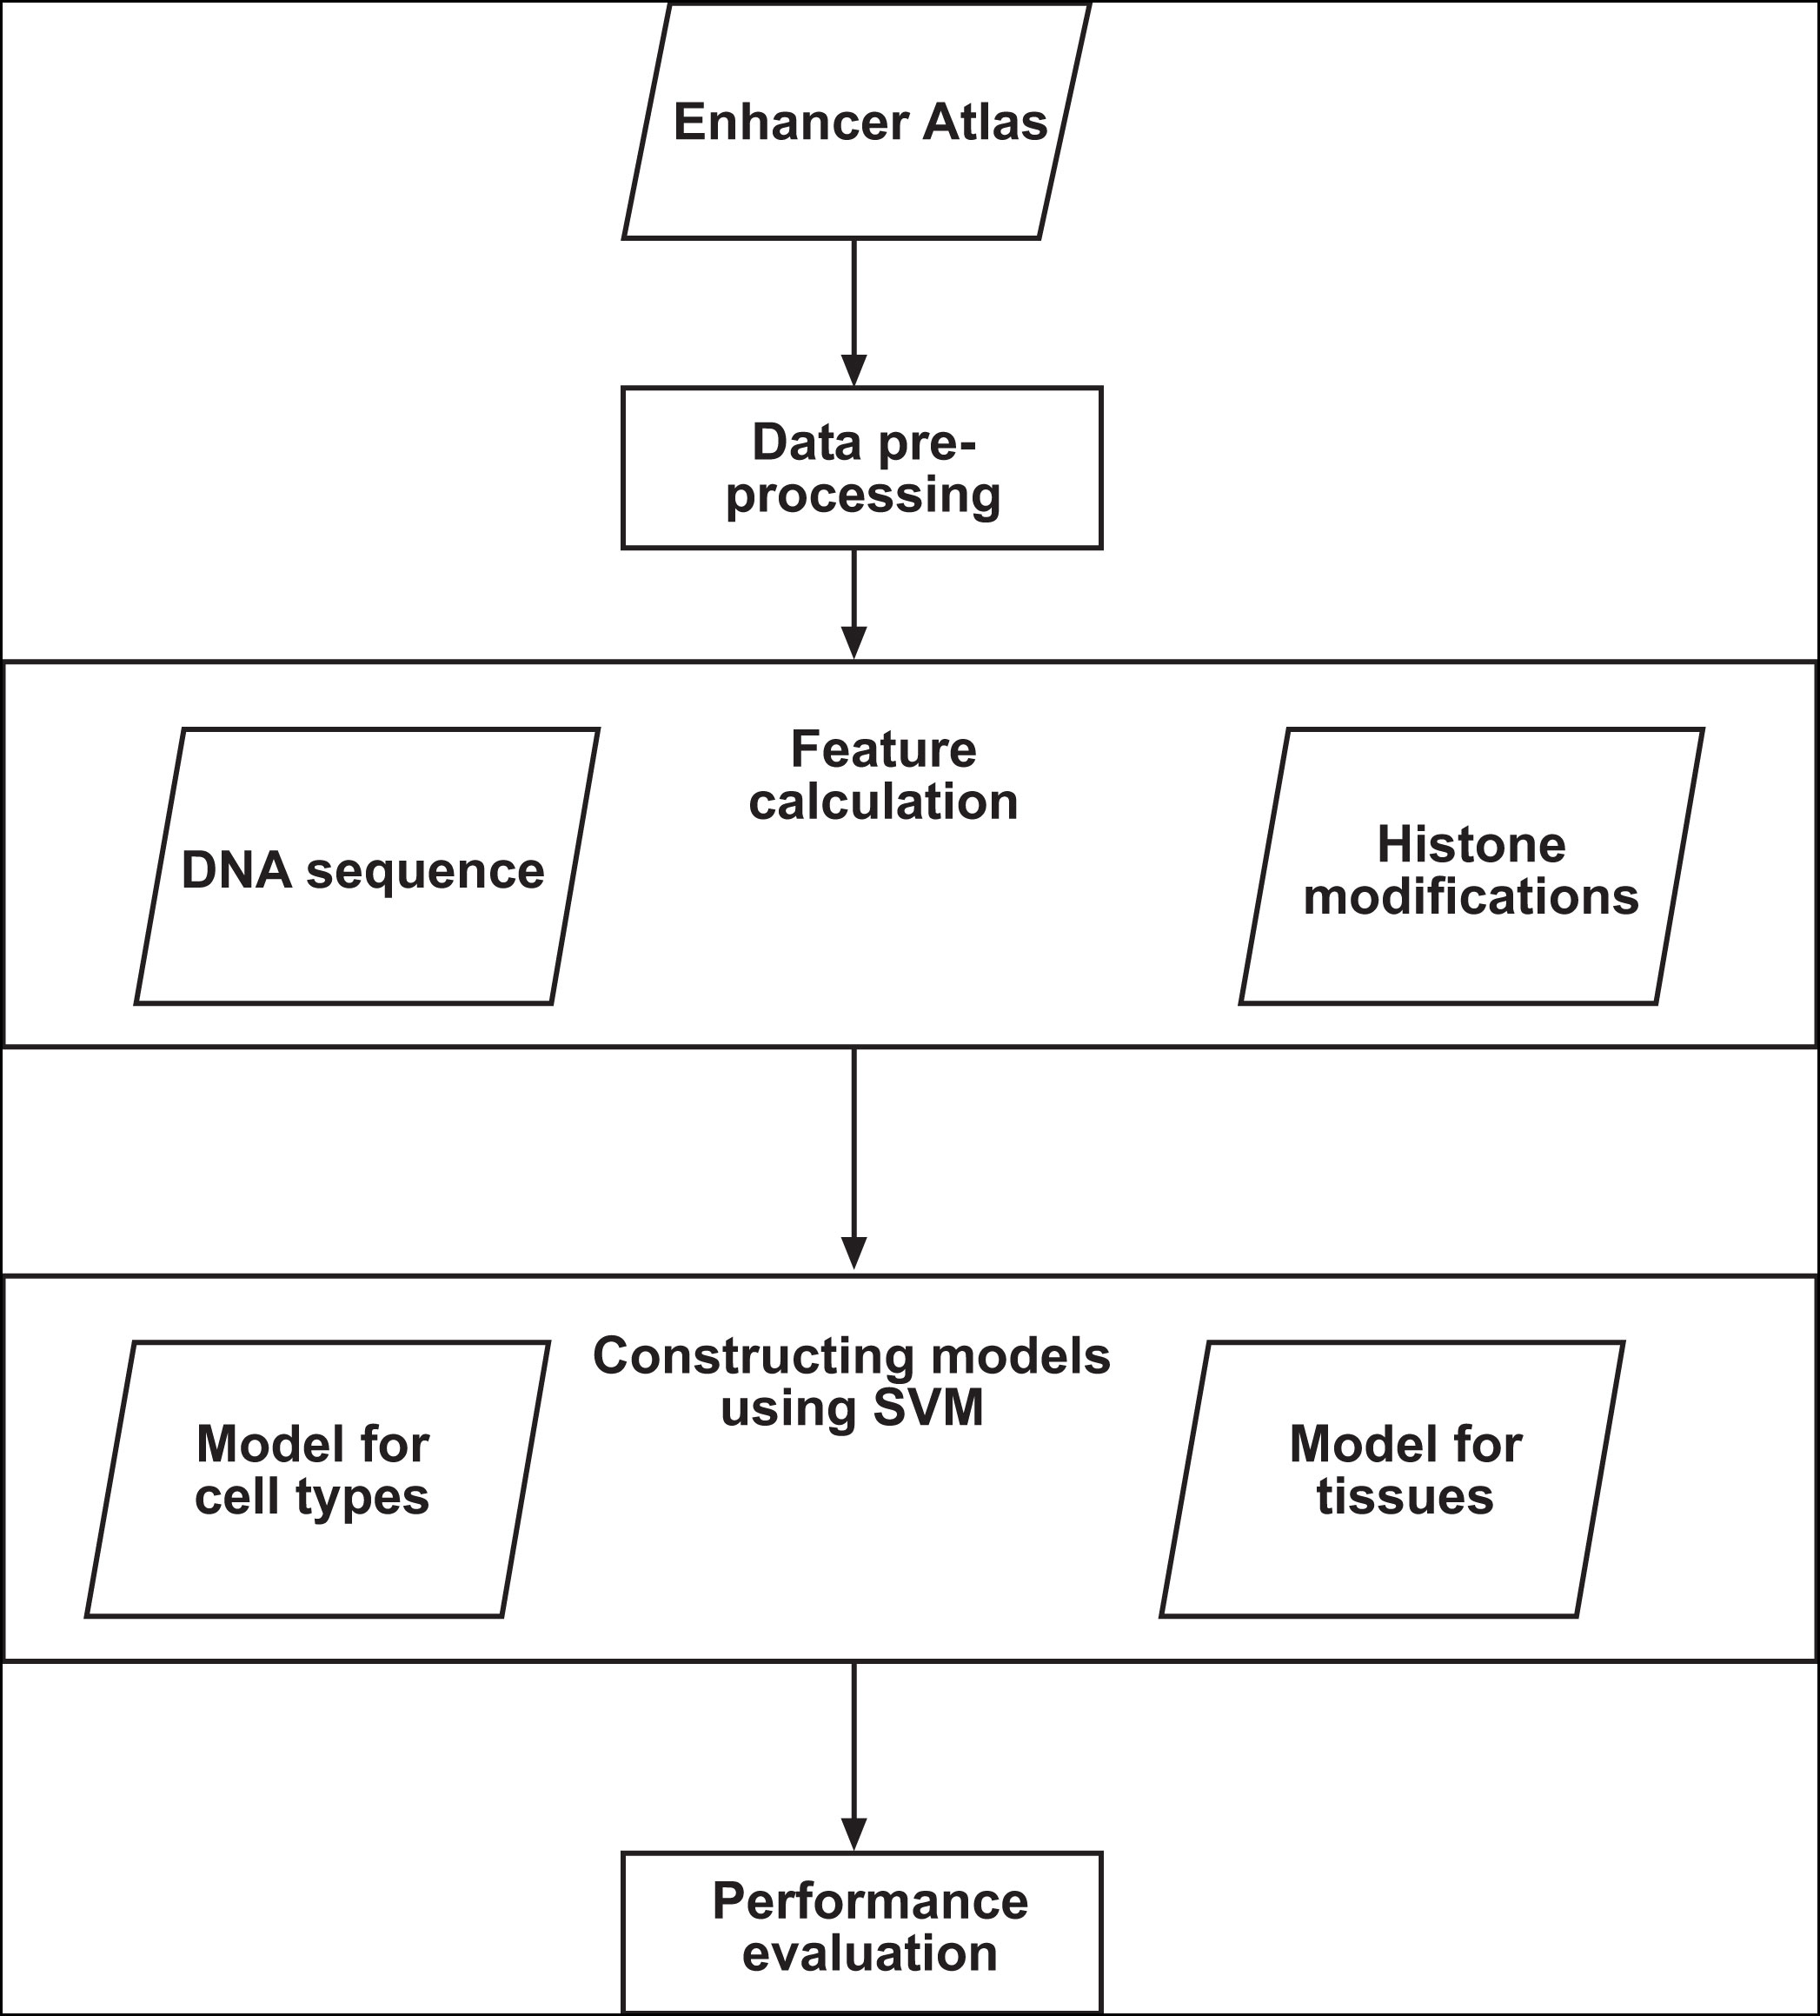 Enhancer Atlas
Data pre-
processing
Feature
calculation
DNA sequence
Histone
modifications
Constructing models
using SVM
Model for
cell types
Model for
tissues
Performance
evaluation